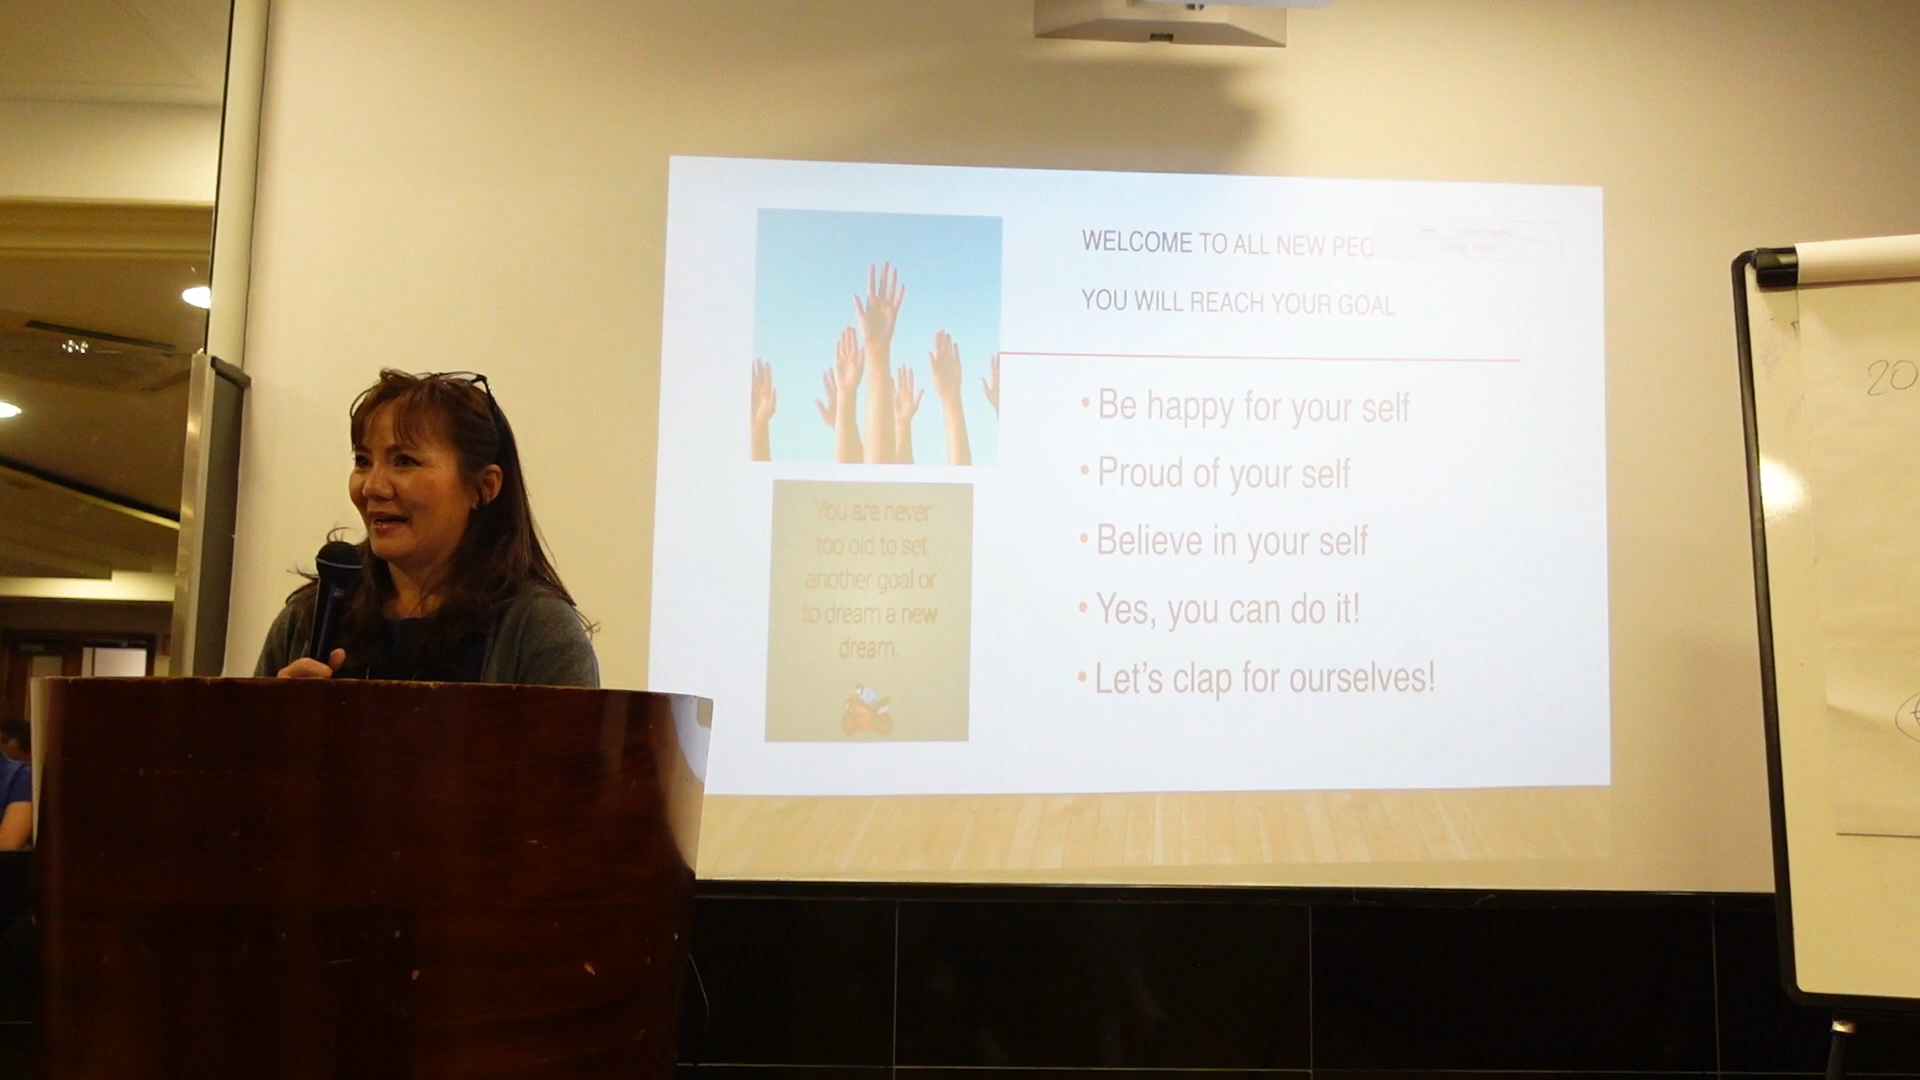 WELCOME TO ALL NEW PEO
YOU WILL REACH YOUR GOAL
• Be happy for your self
• Proud of your self
• Believe in your self
• Yes, you can do it!
• Let's clap for ourselves!
You are never
too old to set
another goal or
to dream a new
dream.
20